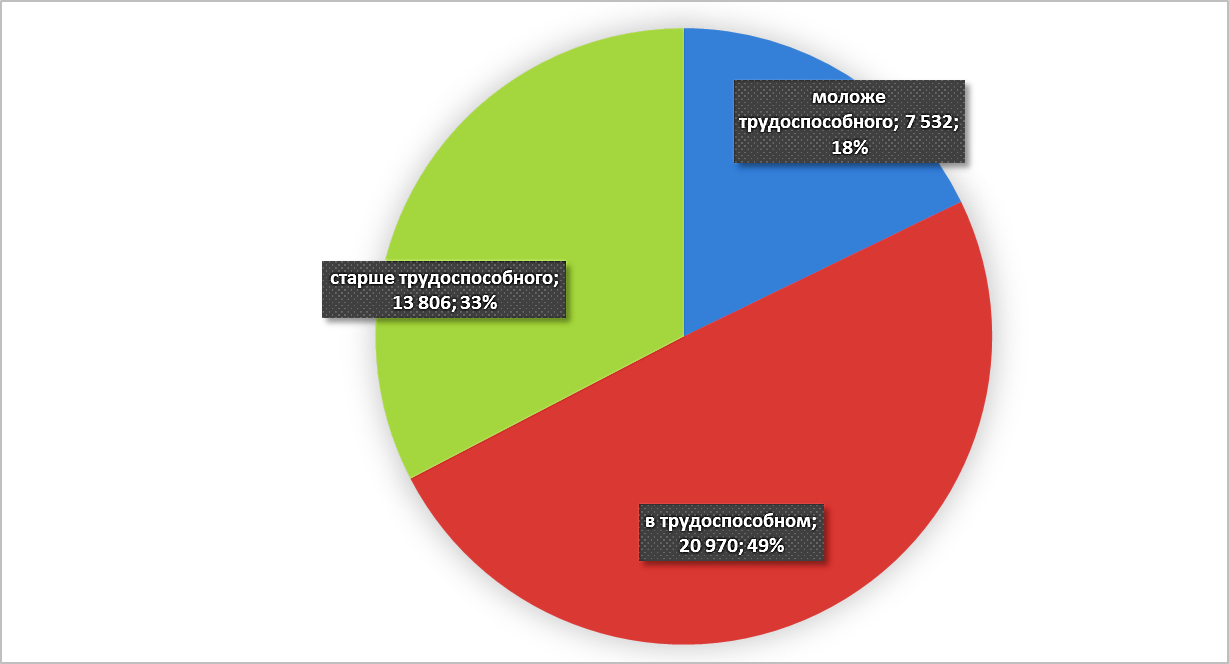 моложе
трудоспособного; 7 532;
18%
старше трудоспособного;
13 806; 33%
в трудоспособном;
20 970; 49%